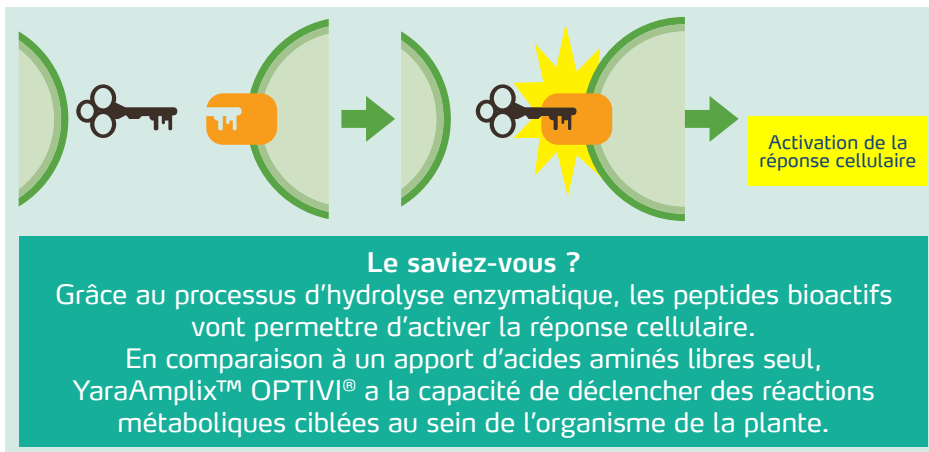 Activation de la
réponse cellulaire
Le saviez-vous ?
Grâce au processus d'hydrolyse enzymatique, les peptides bioactifs
vont permettre d'activer la réponse cellulaire.
En comparaison à un apport d'acides aminés libres seul,
YaraAmplix™ OPTIVI® a la capacité de déclencher des réactions
métaboliques ciblées au sein de l'organisme de la plante.